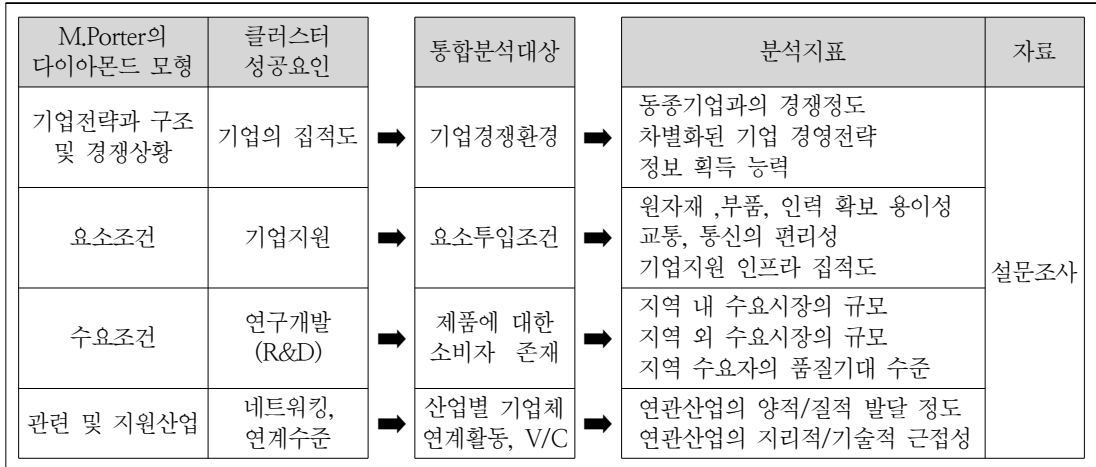 M.Porter의
다이아몬드 모형
클러스터
성공요인
통합분석대상
분석지표
자료
기업전략과 구조
및 경쟁상황
기업의 집적도
기업경쟁환경
동종기업과의 경쟁정도
차별화된 기업 경영전략
정보 획득 능력
요소조건
기업지원
요소투입조건
원자재 ,부품, 인력 확보 용이성
교통, 통신의 편리성
기업지원 인프라 집적도
설문조사
수요조건
연구개발
(R&D)
제품에 대한
소비자 존재
지역 내 수요시장의 규모
지역 외 수요시장의 규모
지역 수요자의 품질기대 수준
관련 및 지원산업
네트워킹,
연계수준
산업별 기업체
연계활동, V/C
연관산업의 양적/질적 발달 정도
연관산업의 지리적/기술적 근접성